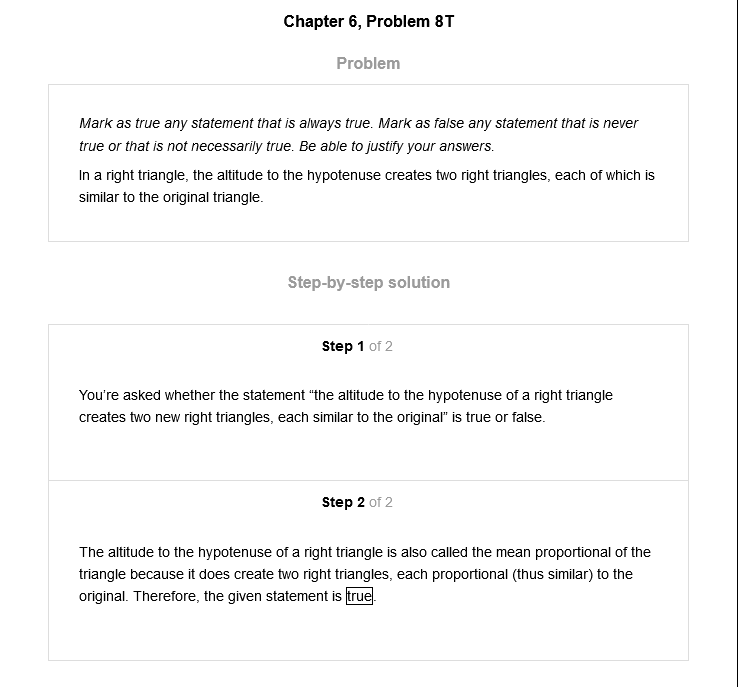 Chapter 6, Problem 8T
Problem
Mark as true any statement that is always true. Mark as false any statement that is never
true or that is not necessarily true. Be able to justify your answers.
In a right triangle, the altitude to the hypotenuse creates two right triangles, each of which is
similar to the original triangle.
Step-by-step solution
Step 1 of 2
You’re asked whether the statement “the altitude to the hypotenuse of a right triangle
creates two new right triangles, each similar to the original” is true or false.
Step 2 of 2
The altitude to the hypotenuse of a right triangle is also called the mean proportional of the
triangle because it does create two right triangles, each proportional (thus similar) to the
original. Therefore, the given statement is true.